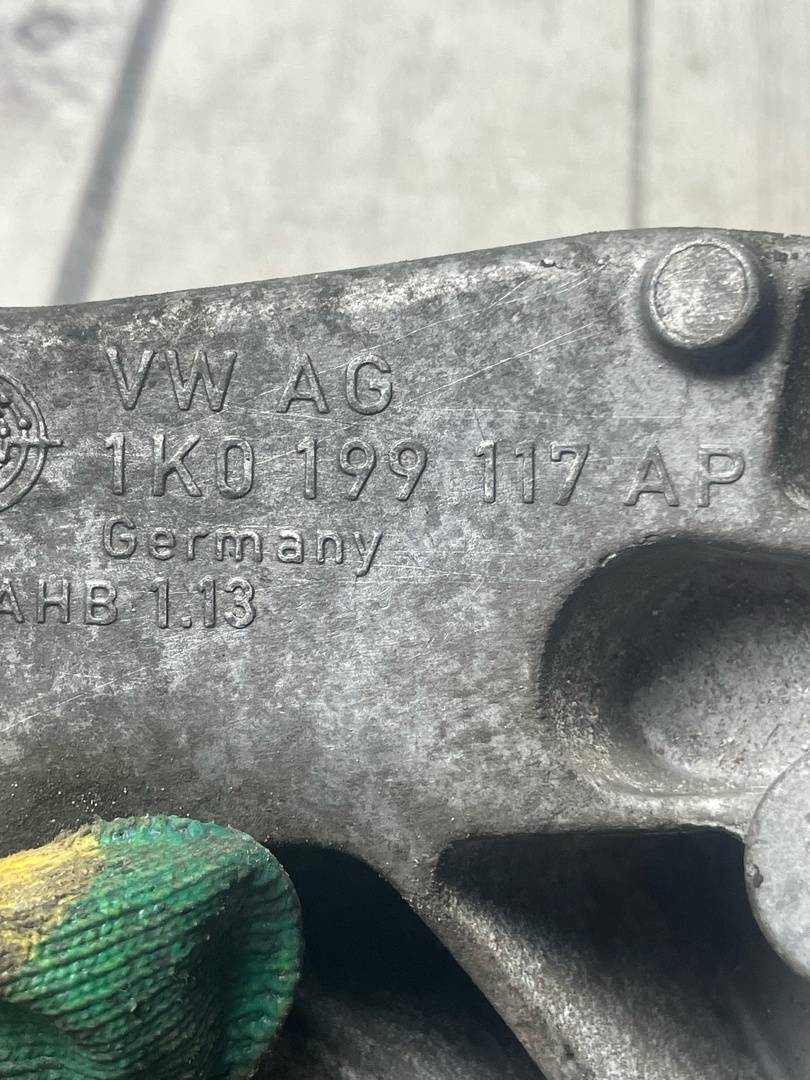 VW AG
1K0 199 117 AP
Germany
AHB 1.13